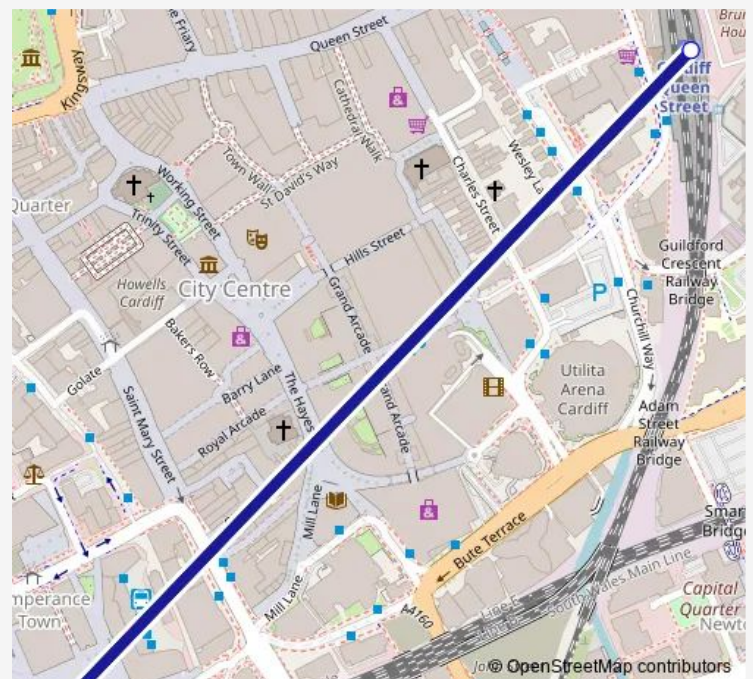 Kingsway
Queen Street
Cathedral Walk
Cardiff
Queen
Street
Working Street
Town Wall
St David's Way
Charles Street
Wesley La
Quarter
Trinity Street
Hills Street
Guildford
Crescent
Railway
Bridge
Howells
Cardiff
City Centre
Grand Arcade
Churchill Way
P
Bakers Row
Golate
Barry Lane
The Hayes
Utilita
Arena
Cardiff
Saint Mary Street
Royal Arcade
and Arcade
Adam
Street
Railway
Bridge
Mill Lane
Smar
Bridge
Bute Terrace
South Wales Main Line
Line E
mperance
Town
Mill Lane
A4160
Capital
Quarter
Newt
© OpenStreetMap contributors